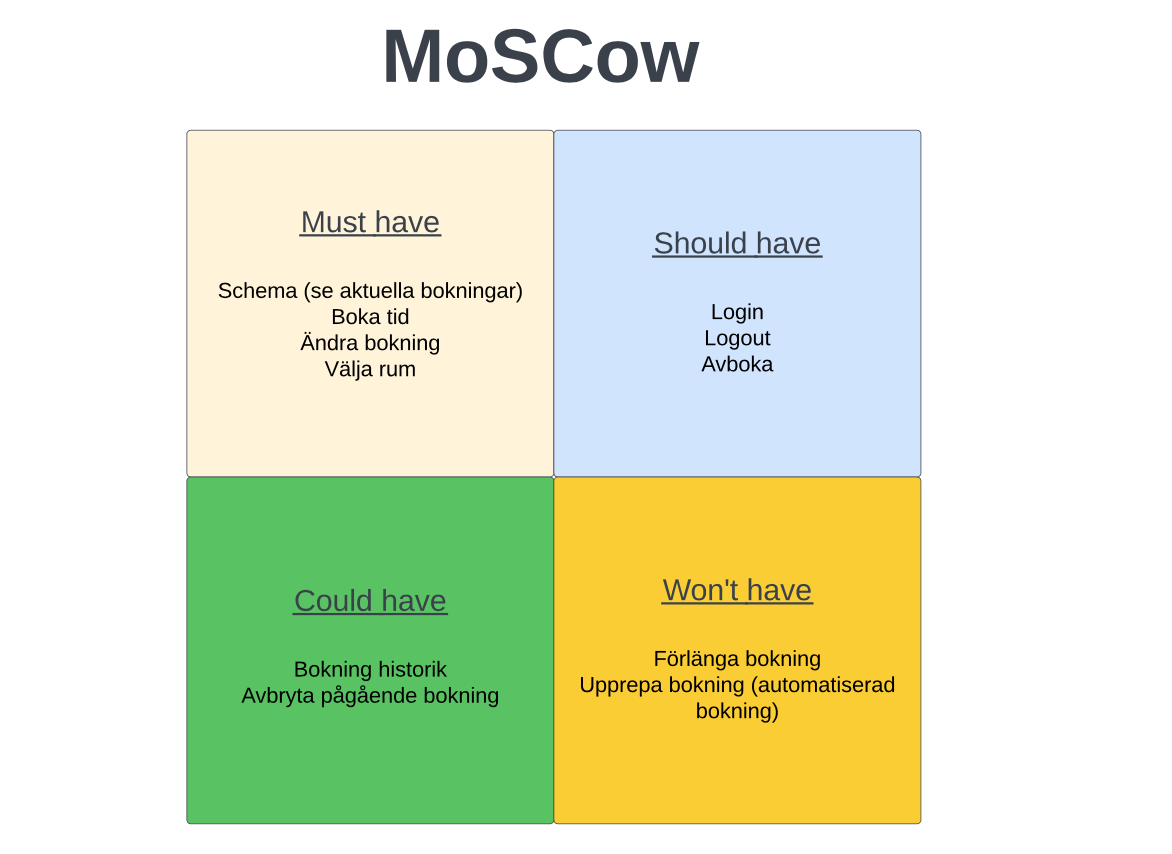 MoSCow
Must have
Schema (se aktuella bokningar)
Boka tid
Ändra bokning
Välja rum
Should have
Login
Logout
Avboka
Could have
Bokning historik
Avbryta pågående bokning
Won't have
Förlänga bokning
Upprepa bokning (automatiserad
bokning)